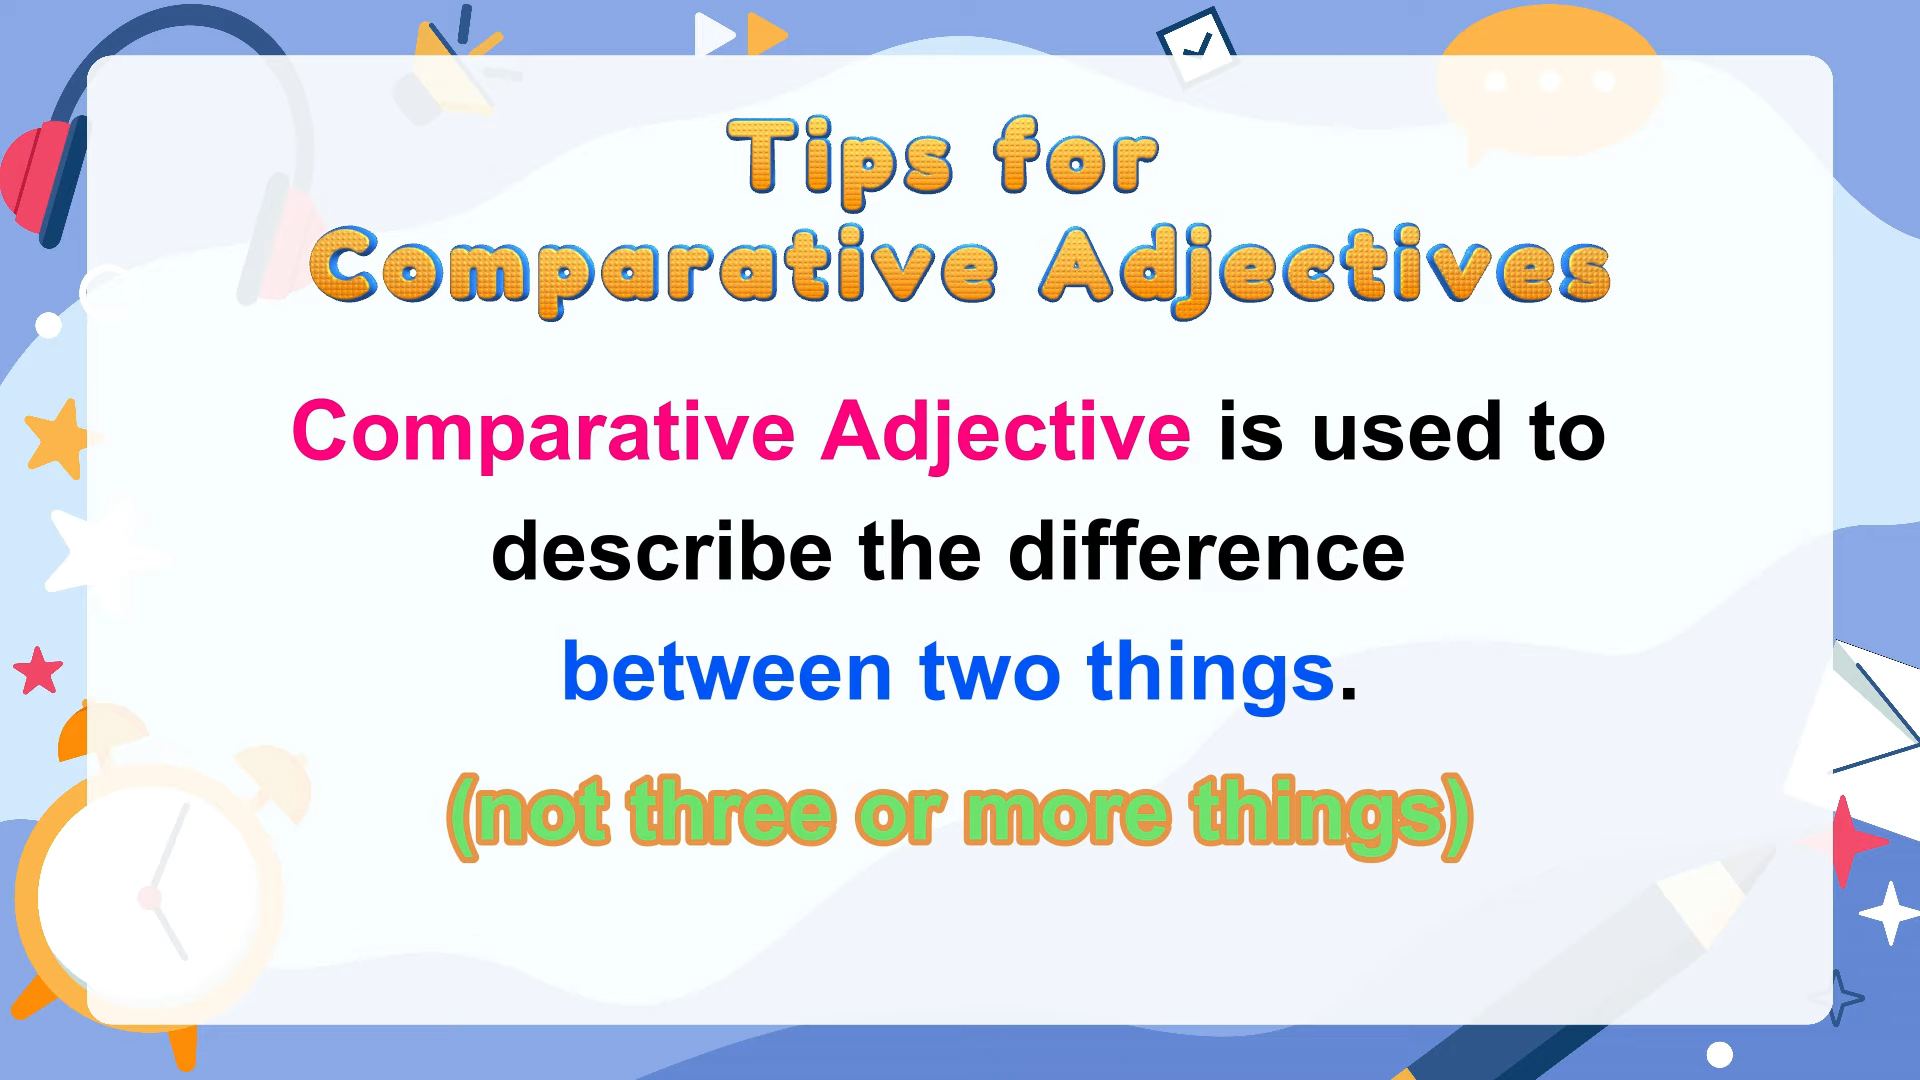 Tips for
Comparative Adjectives
Comparative Adjective is used to
describe the difference
between two things.
(not three or more things)